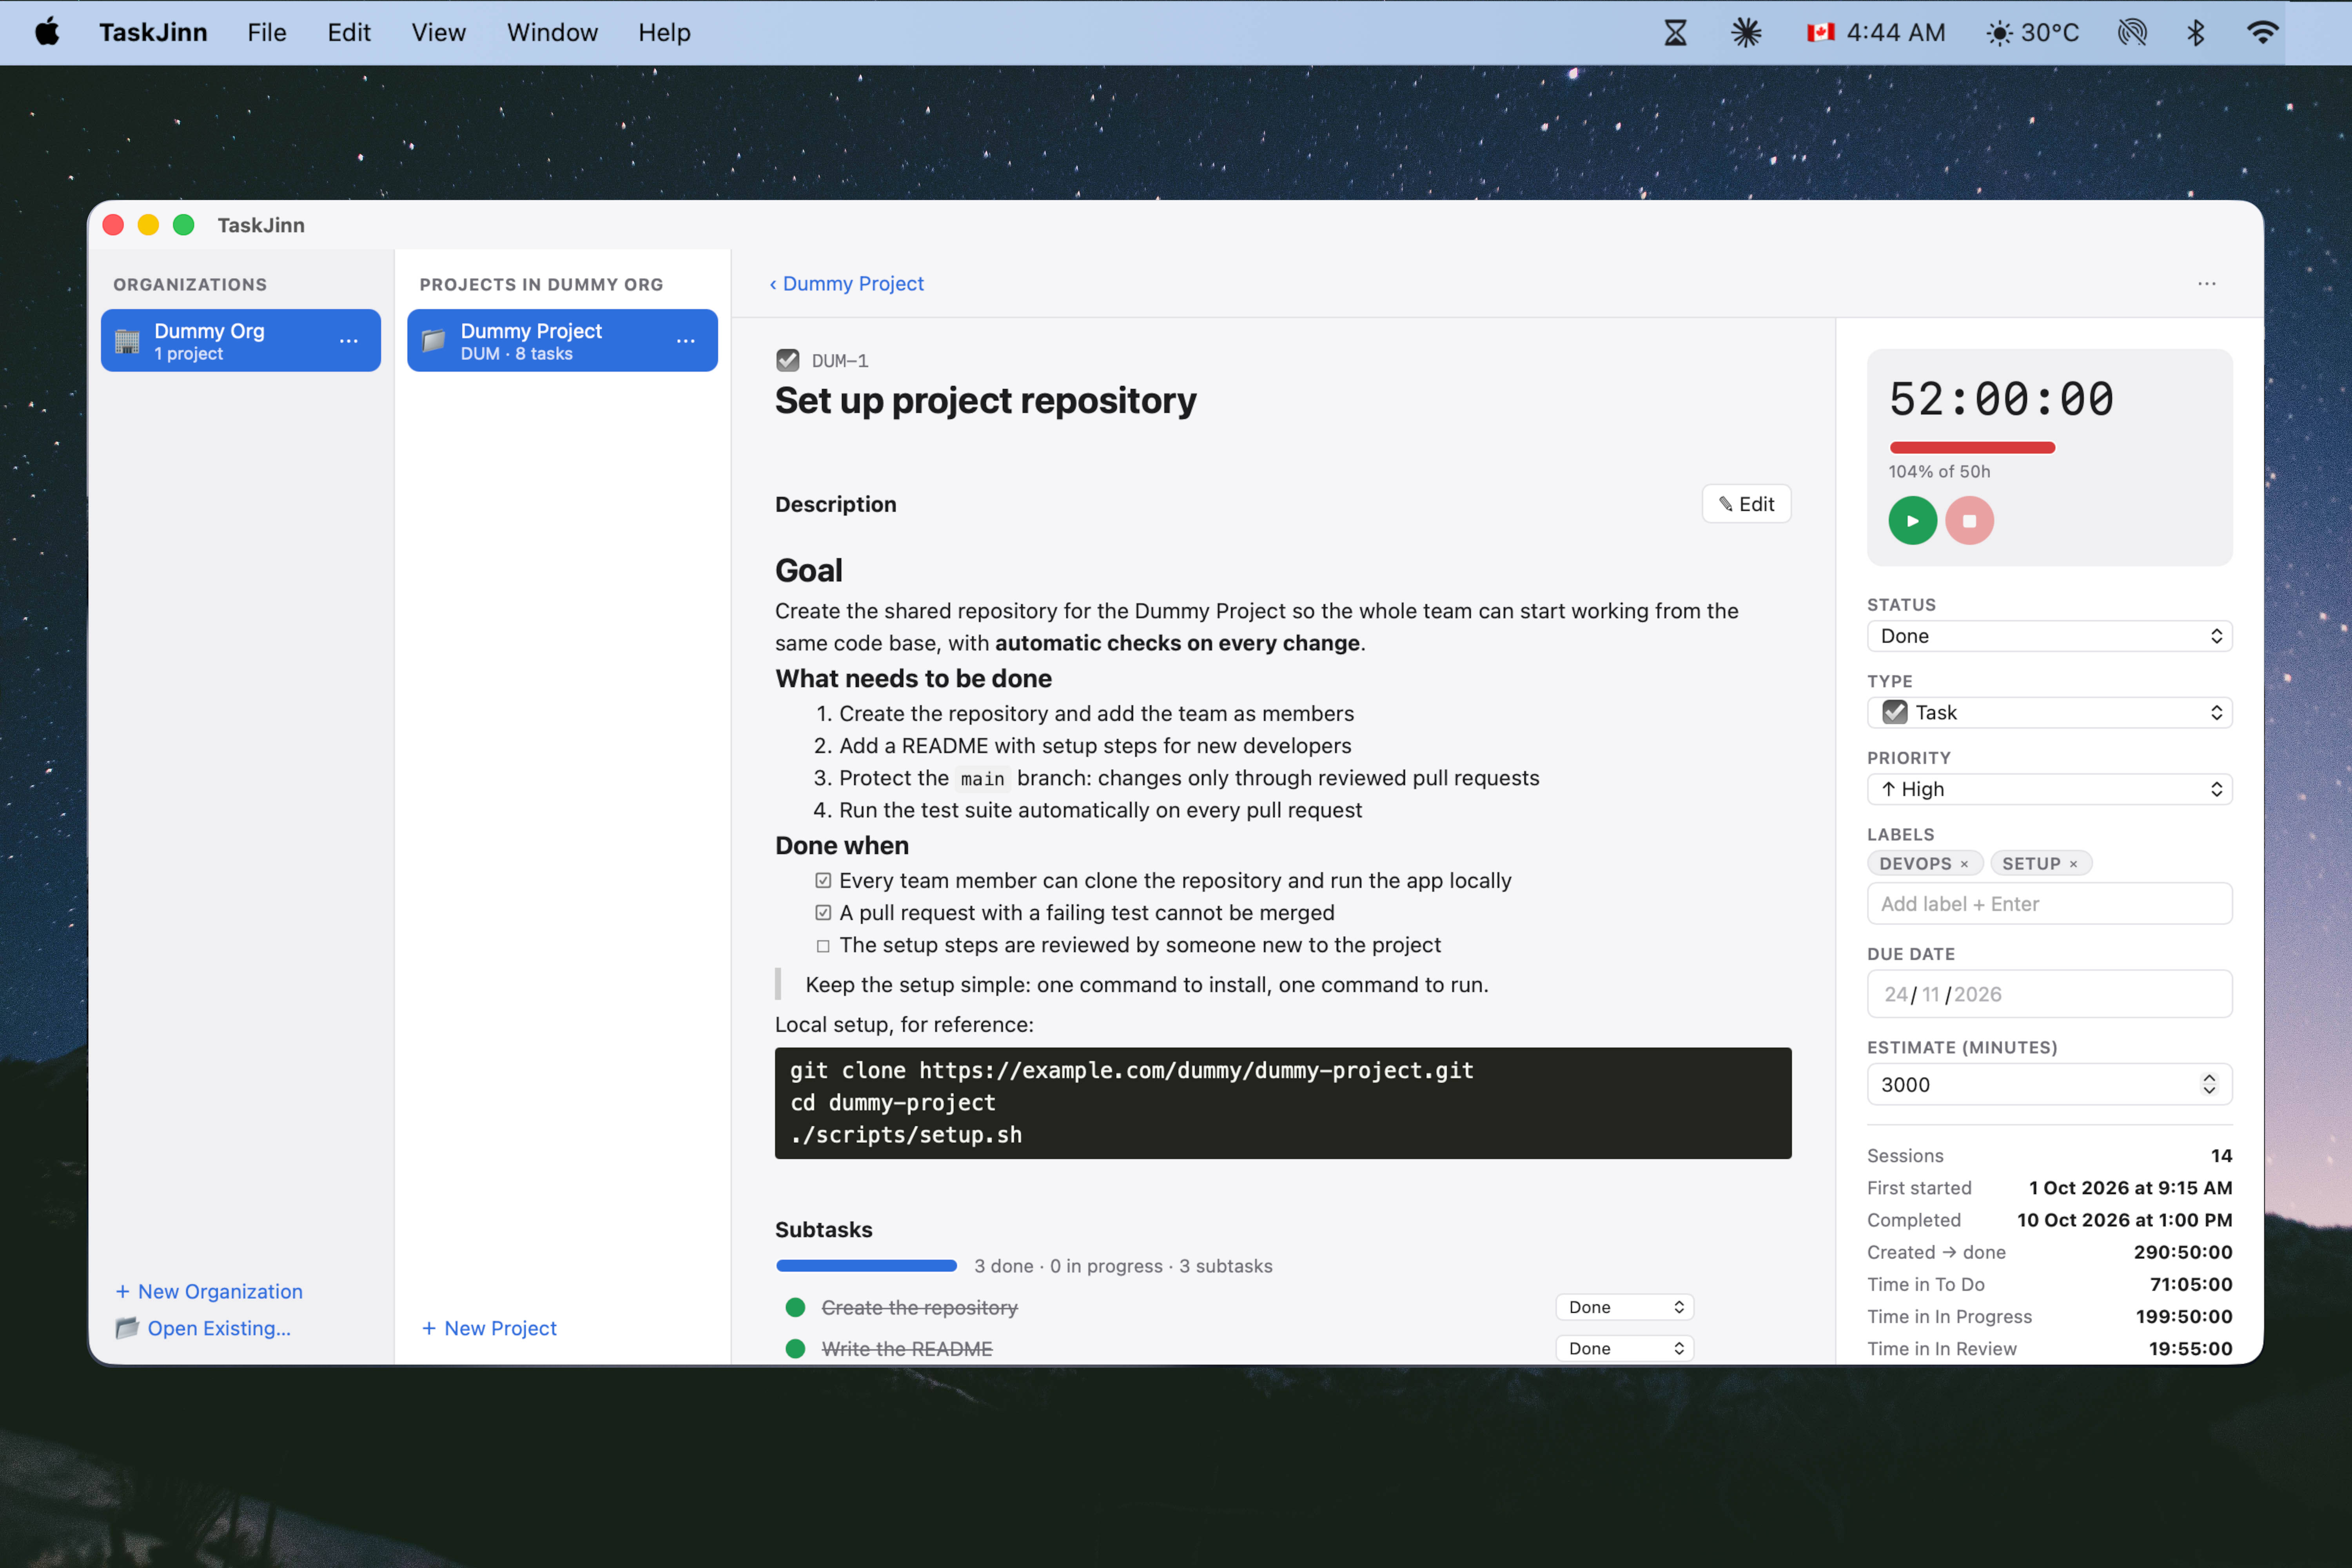 TaskJinn File Edit View Window Help 4:44 AM 30°C
TaskJinn
ORGANIZATIONS
Dummy Org
1 project
...
+ New Organization
Open Existing...
PROJECTS IN DUMMY ORG
Dummy Project
DUM · 8 tasks
...
+ New Project
‹ Dummy Project
...
DUM-1
Set up project repository
Description
✎ Edit
Goal
Create the shared repository for the Dummy Project so the whole team can start working from the
same code base, with automatic checks on every change.
What needs to be done
1. Create the repository and add the team as members
2. Add a README with setup steps for new developers
3. Protect the main branch: changes only through reviewed pull requests
4. Run the test suite automatically on every pull request
Done when
Every team member can clone the repository and run the app locally
A pull request with a failing test cannot be merged
The setup steps are reviewed by someone new to the project
Keep the setup simple: one command to install, one command to run.
Local setup, for reference:
git clone https://example.com/dummy/dummy-project.git
cd dummy-project
./scripts/setup.sh
Subtasks
3 done · 0 in progress · 3 subtasks
Create the repository Done
Write the README Done
52:00:00
104% of 50h
STATUS
Done
TYPE
Task
PRIORITY
↑ High
LABELS
DEVOPS × SETUP ×
Add label + Enter
DUE DATE
24/11/2026
ESTIMATE (MINUTES)
3000
Sessions 14
First started 1 Oct 2026 at 9:15 AM
Completed 10 Oct 2026 at 1:00 PM
Created → done 290:50:00
Time in To Do 71:05:00
Time in In Progress 199:50:00
Time in In Review 19:55:00